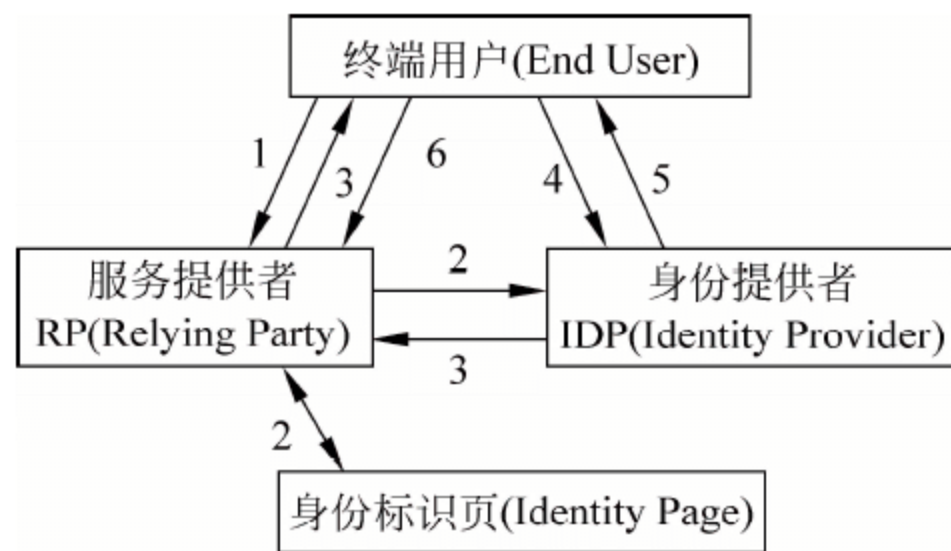 终端用户(End User)
1
3
6
4
5
服务提供者
RP(Relying Party)
2
身份提供者
IDP(Identity Provider)
3
2
身份标识页(Identity Page)